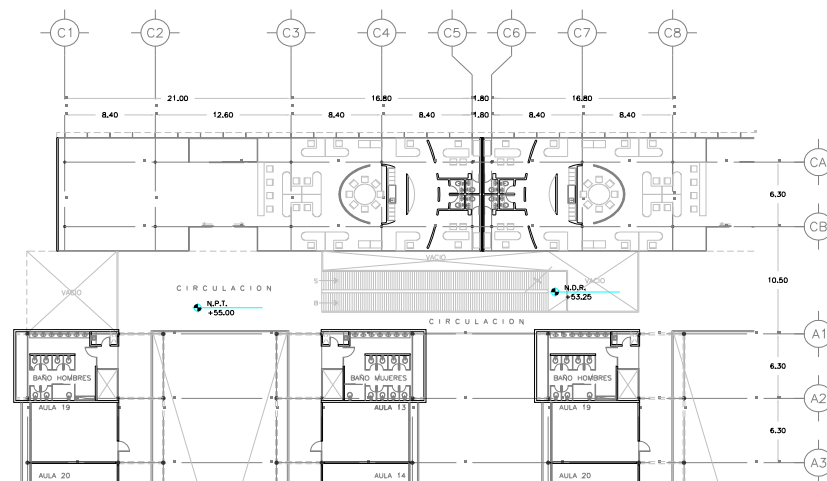 C1 C2 C3 C4 C5 C6 C7 C8
21.00 16.80 1.80 16.80
8.40 12.60 8.40 8.40 1.80 8.40 8.40
CA
6.30
CB
VACIO
S
VACIO
VACIO
CIRCULACION
N.D.R.
+53.25
10.50
N.P.T.
+55.00
B
CIRCULACION
A1
6.30
BAÑO HOMBRES BAÑO MUJERES BAÑO HOMBRES
A2
AULA 19 AULA 13 AULA 19
6.30
A3
AULA 20 AULA 14 AULA 20